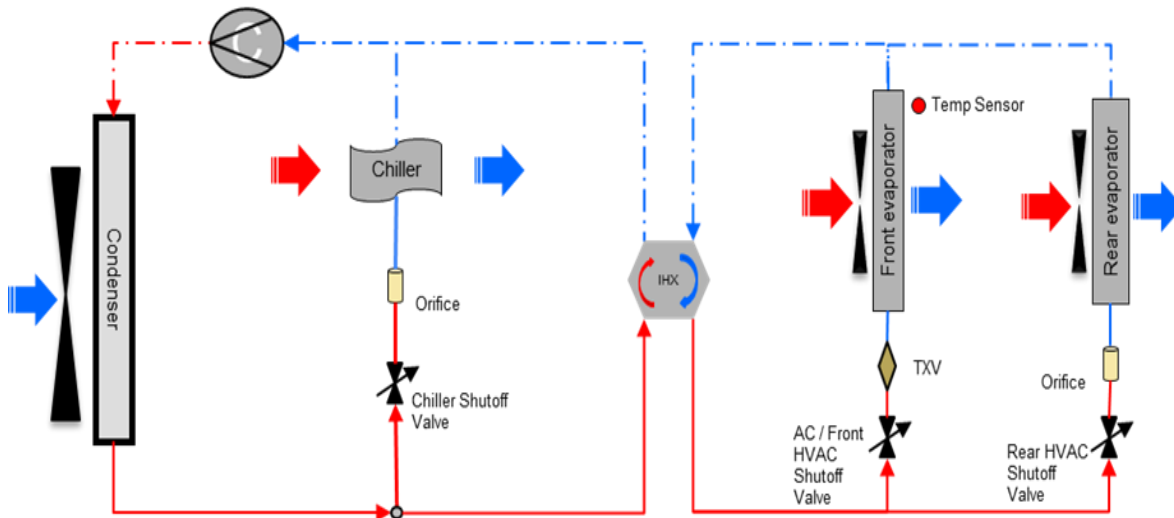 C
Temp Sensor
Chiller
Condenser
Front evaporator
Rear evaporator
IHX
Orifice
TXV
Orifice
Chiller Shutoff
Valve
AC / Front
HVAC
Shutoff
Valve
Rear HVAC
Shutoff
Valve